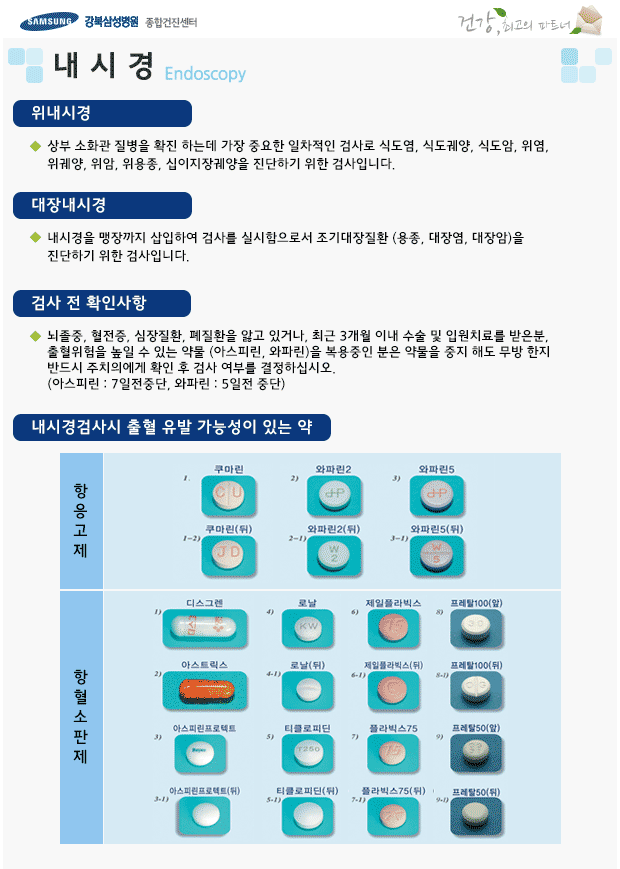 SAMSUNG 강북삼성병원 종합건진센터
건강, 최고의 파트너
내 시 경 Endoscopy
위내시경
상부 소화관 질병을 확진 하는데 가장 중요한 일차적인 검사로 식도염, 식도궤양, 식도암, 위염,
위궤양, 위암, 위용종, 십이지장궤양을 진단하기 위한 검사입니다.
대장내시경
내시경을 맹장까지 삽입하여 검사를 실시함으로서 조기대장질환 (용종, 대장염, 대장암)을
진단하기 위한 검사입니다.
검사 전 확인사항
뇌졸중, 혈전증, 심장질환, 폐질환을 앓고 있거나, 최근 3개월 이내 수술 및 입원치료를 받은분,
출혈위험을 높일 수 있는 약물 (아스피린, 와파린)을 복용중인 분은 약물을 중지 해도 무방 한지
반드시 주치의에게 확인 후 검사 여부를 결정하십시오.
(아스피린 : 7일전중단, 와파린 : 5일전 중단)
내시경검사시 출혈 유발 가능성이 있는 약
항응고제
1. 쿠마린 2) 와파린2 3) 와파린5
C U JP JP
1-2) 쿠마린(뒤) 2-1) 와파린2(뒤) 3-1) 와파린5(뒤)
J D W 2 W 5
항혈소판제
1) 디스그렌 4) 로날 6) 제일플라빅스 8) 프레탈100(앞)
KW 75
2) 아스트릭스 4-1) 로날(뒤) 6-1) 제일플라빅스(뒤) 8-1) 프레탈100(뒤)
3) 아스피린프로텍트 5) 티클로피딘 7) 플라빅스75 9) 프레탈50(앞)
Bayer T250 75
3-1) 아스피린프로텍트(뒤) 5-1) 티클로피딘(뒤) 7-1) 플라빅스75(뒤) 9-1) 프레탈50(뒤)